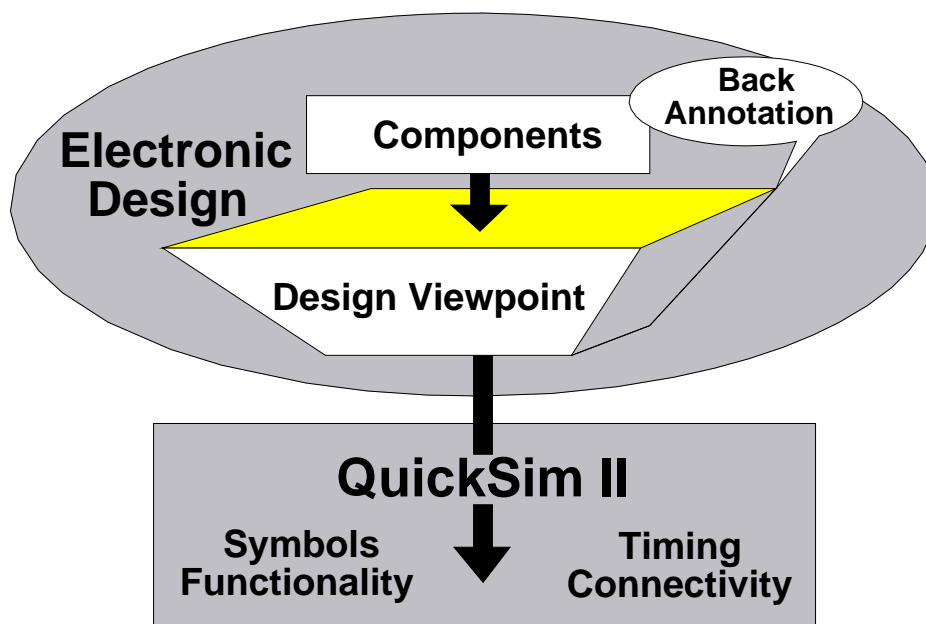 Back
Annotation
Components
Electronic
Design
Design Viewpoint
QuickSim II
Symbols
Functionality
Timing
Connectivity